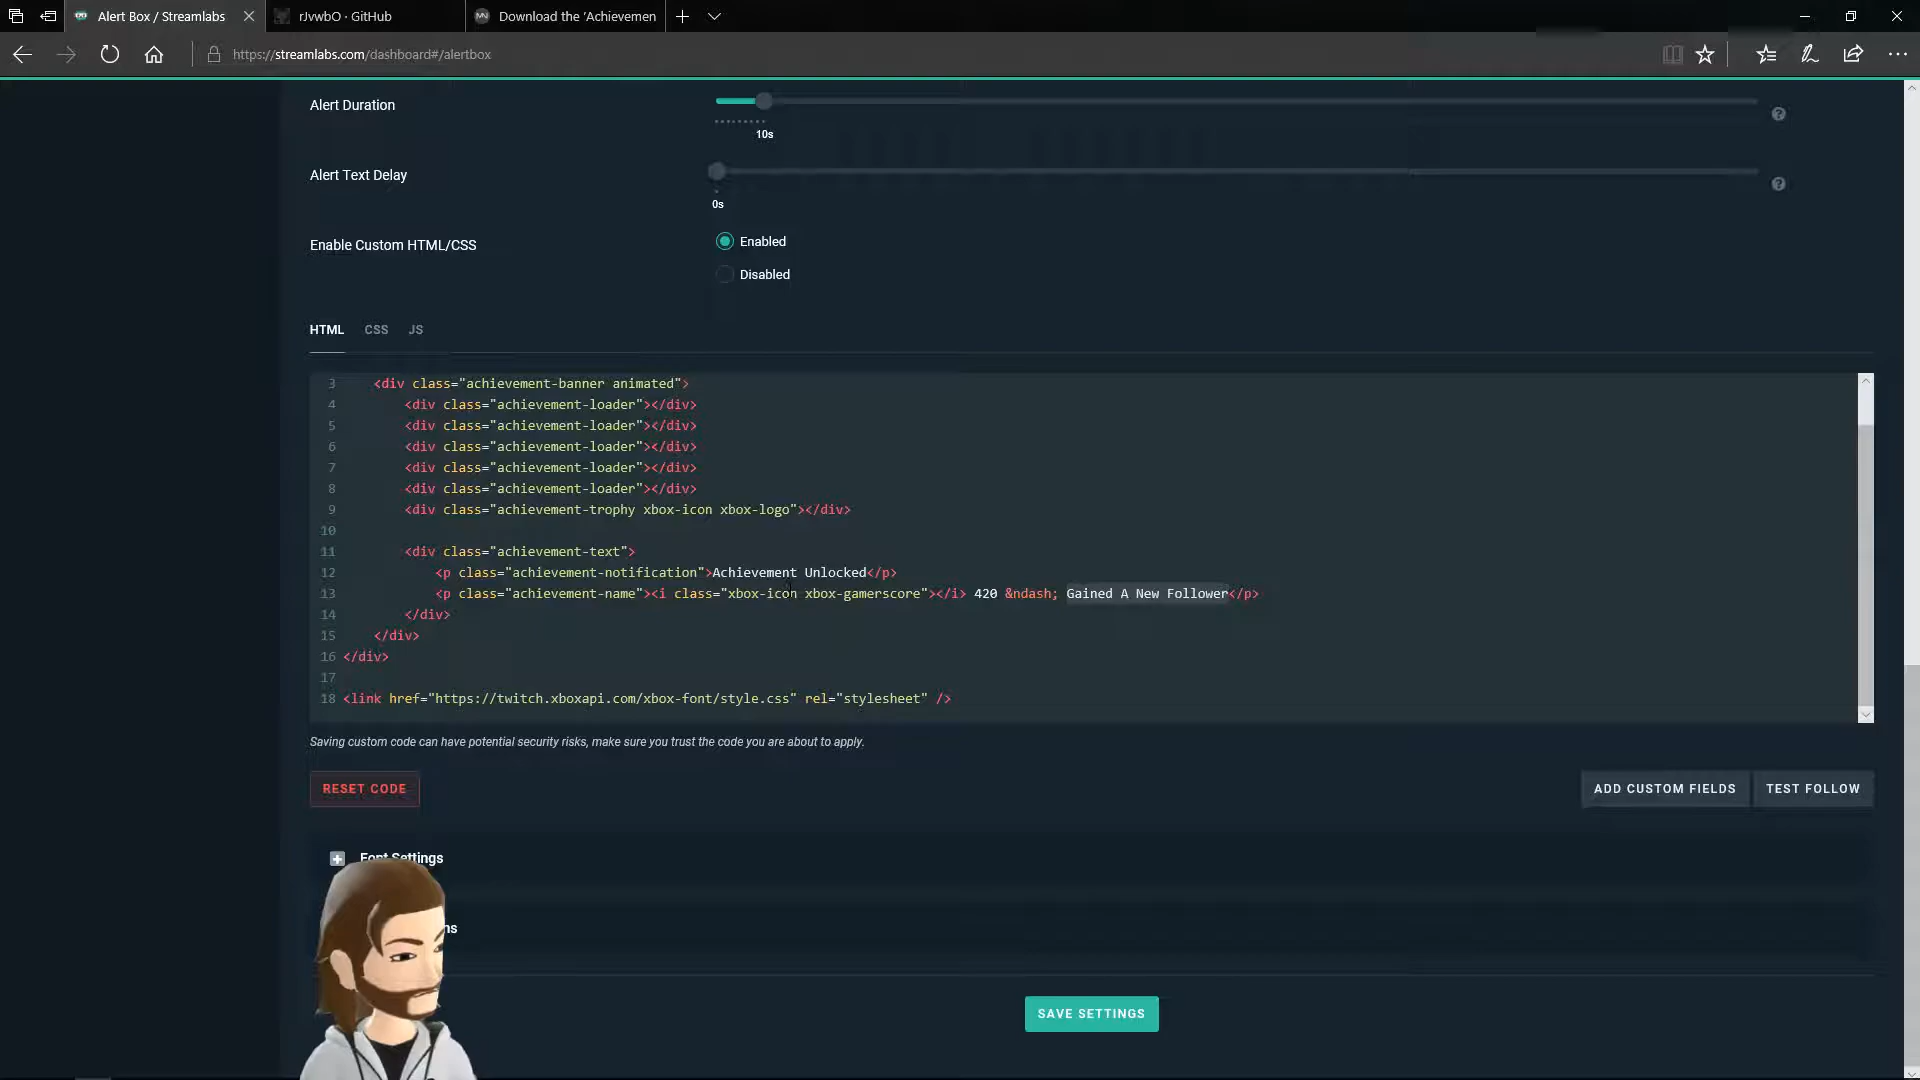 Alert Box / Streamlabs
rJvwbO · GitHub
Download the 'Achievemen
https://streamlabs.com/dashboard#/alertbox
Alert Duration
10s
Alert Text Delay
0s
Enable Custom HTML/CSS
Enabled
Disabled
HTML CSS JS
3 <div class="achievement-banner animated">
4 <div class="achievement-loader"></div>
5 <div class="achievement-loader"></div>
6 <div class="achievement-loader"></div>
7 <div class="achievement-loader"></div>
8 <div class="achievement-loader"></div>
9 <div class="achievement-trophy xbox-icon xbox-logo"></div>
10
11 <div class="achievement-text">
12 <p class="achievement-notification">Achievement Unlocked</p>
13 <p class="achievement-name"><i class="xbox-icon xbox-gamerscore"></i> 420 &ndash; Gained A New Follower</p>
14 </div>
15 </div>
16 </div>
17
18 <link href="https://twitch.xboxapi.com/xbox-font/style.css" rel="stylesheet" />
Saving custom code can have potential security risks, make sure you trust the code you are about to apply.
RESET CODE
ADD CUSTOM FIELDS
TEST FOLLOW
Font Settings
SAVE SETTINGS